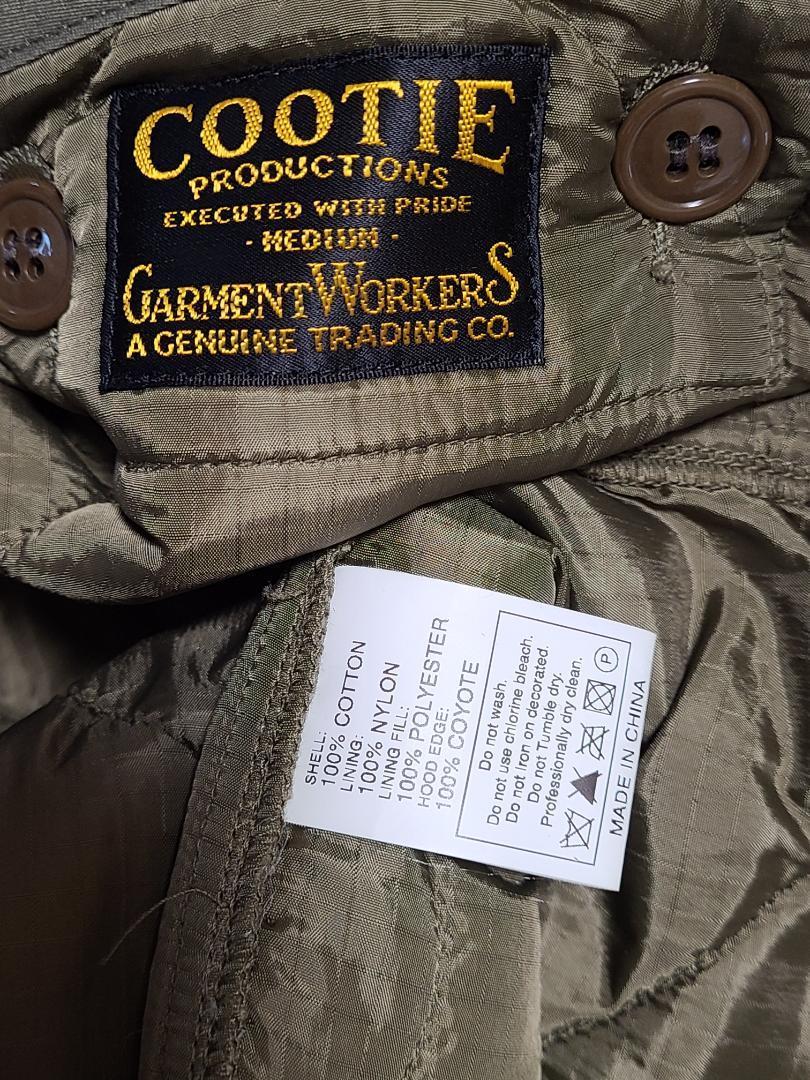 COOTIE
PRODUCTIONS
EXECUTED WITH PRIDE
- MEDIUM -
GARMENT WORKERS
A GENUINE TRADING CO.
SHELL:
100% COTTON
LINING:
100% NYLON
LINING FILL:
100% POLYESTER
HOOD EDGE:
100% COYOTE
Do not wash.
Do not use chlorine bleach.
Do not Iron on decorated.
Do not Tumble dry.
Professionally dry clean.
P
MADE IN CHINA